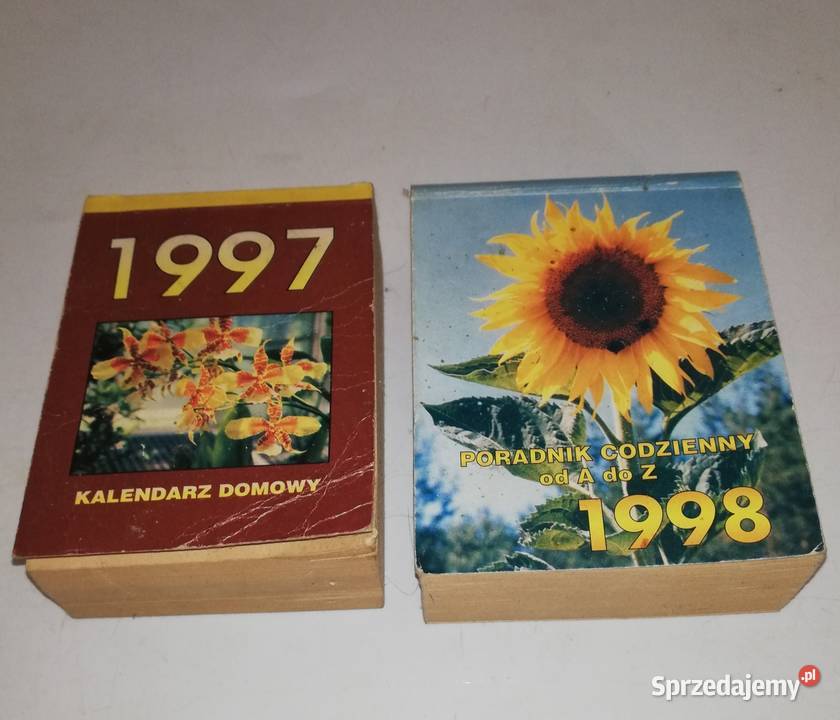 1997
KALENDARZ DOMOWY
PORADNIK CODZIENNY
od A do Z
1998
Sprzedajemy.pl